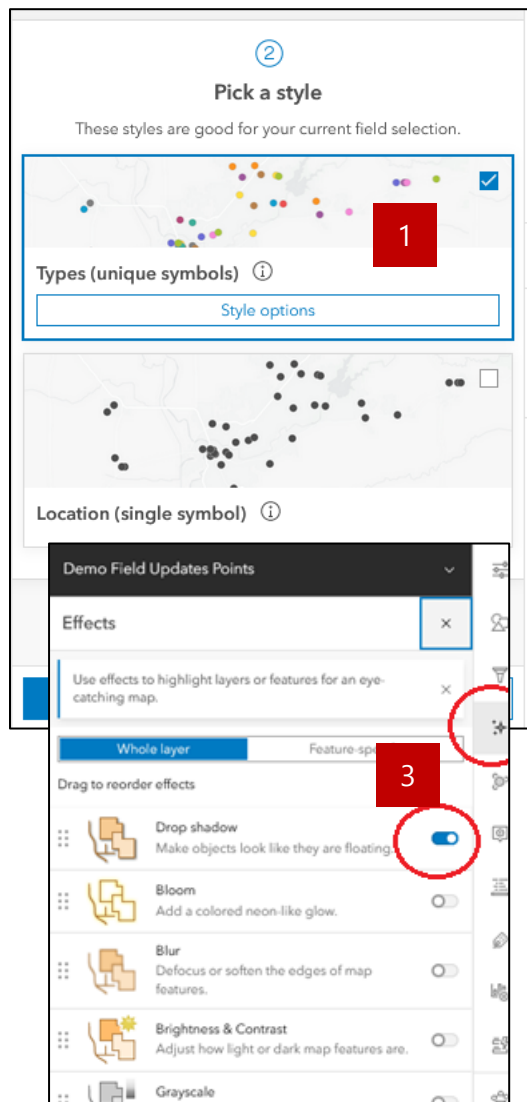 2
Pick a style
These styles are good for your current field selection.
1
Types (unique symbols)
Style options
Location (single symbol)
Demo Field Updates Points
Effects
Use effects to highlight layers or features for an eye-
catching map.
Whole layer
Feature-sp
3
Drag to reorder effects
Drop shadow
Make objects look like they are floating.
Bloom
Add a colored neon-like glow.
Blur
Defocus or soften the edges of map
features.
Brightness & Contrast
Adjust how light or dark map features are.
Grayscale